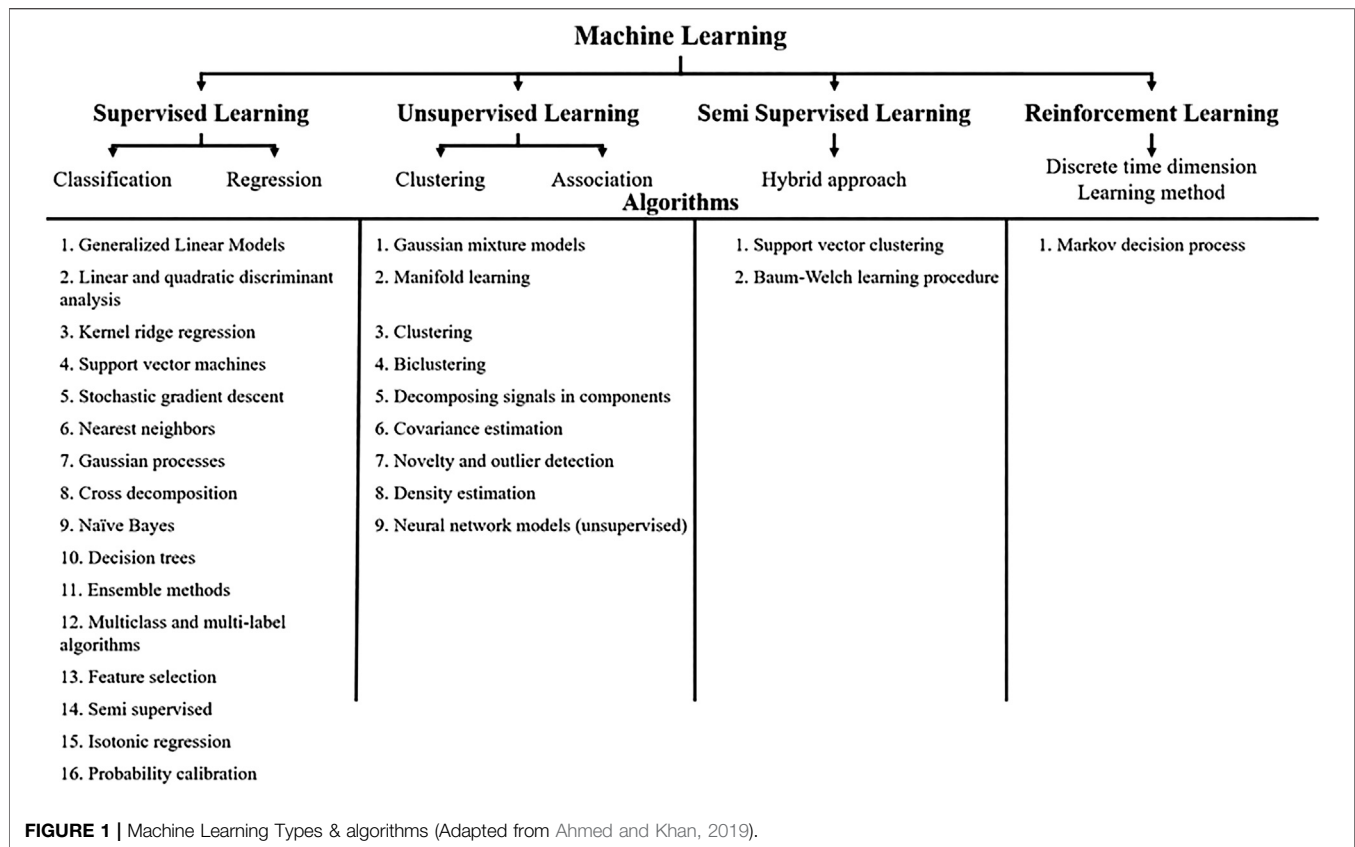 Machine Learning
Supervised Learning
Unsupervised Learning
Semi Supervised Learning
Reinforcement Learning
Classification
Regression
Clustering
Association
Hybrid approach
Discrete time dimension
Learning method
Algorithms
1. Generalized Linear Models
2. Linear and quadratic discriminant
analysis
3. Kernel ridge regression
4. Support vector machines
5. Stochastic gradient descent
6. Nearest neighbors
7. Gaussian processes
8. Cross decomposition
9. Naïve Bayes
10. Decision trees
11. Ensemble methods
12. Multiclass and multi-label
algorithms
13. Feature selection
14. Semi supervised
15. Isotonic regression
16. Probability calibration
1. Gaussian mixture models
2. Manifold learning
3. Clustering
4. Biclustering
5. Decomposing signals in components
6. Covariance estimation
7. Novelty and outlier detection
8. Density estimation
9. Neural network models (unsupervised)
1. Support vector clustering
2. Baum-Welch learning procedure
1. Markov decision process
FIGURE 1 | Machine Learning Types & algorithms (Adapted from Ahmed and Khan, 2019).